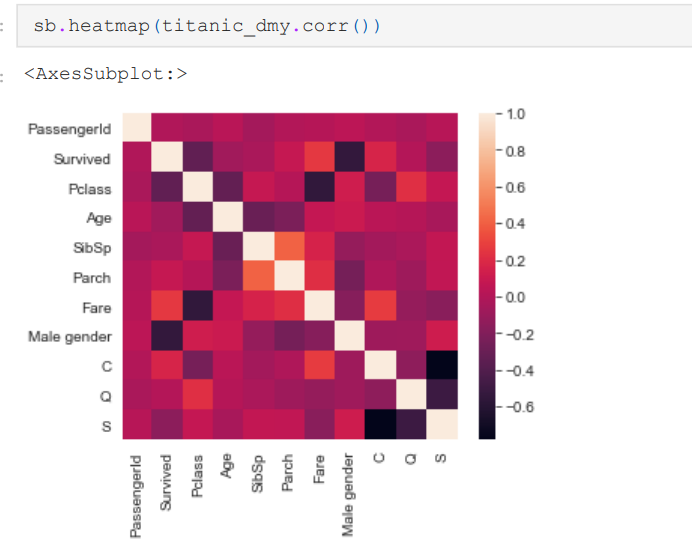 : sb.heatmap(titanic_dmy.corr())
: <AxesSubplot:>
PassengerId
Survived
Pclass
Age
SibSp
Parch
Fare
Male gender
C
Q
S
1.0
0.8
0.6
0.4
0.2
0.0
−0.2
−0.4
−0.6
PassengerId
Survived
Pclass
Age
SibSp
Parch
Fare
Male gender
C
Q
S